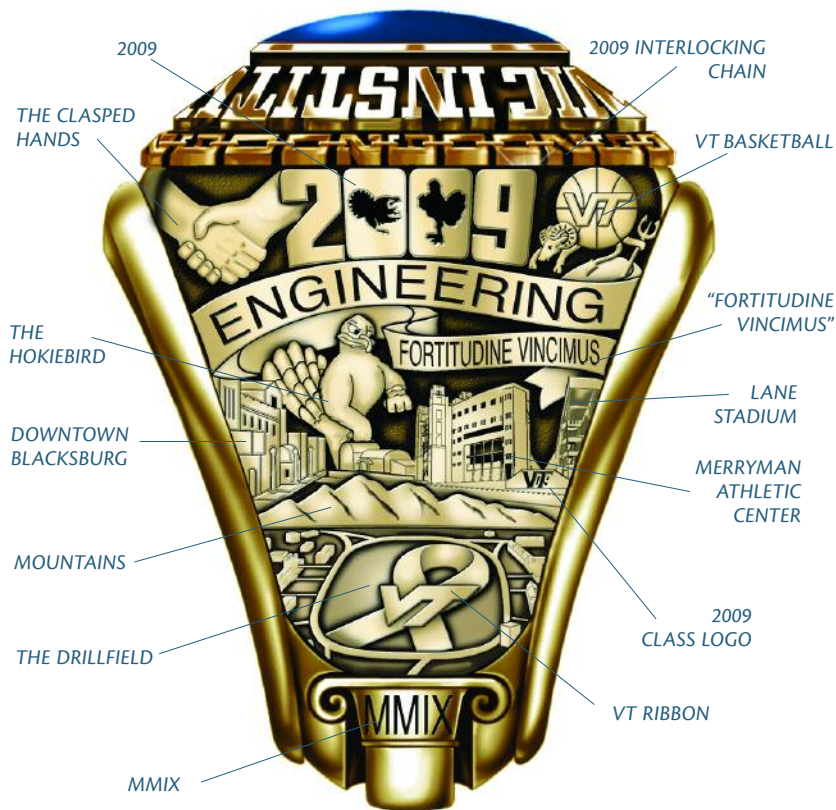 2009
2009 INTERLOCKING
CHAIN
INSTIT
THE CLASPED
HANDS
VT BASKETBALL
2009
VT
ENGINEERING
"FORTITUDINE
VINCIMUS"
THE
HOKIEBIRD
FORTITUDINE VINCIMUS
LANE
STADIUM
DOWNTOWN
BLACKSBURG
MERRYMAN
ATHLETIC
CENTER
MOUNTAINS
VT
2009
CLASS LOGO
THE DRILLFIELD
VT RIBBON
MMIX
MMIX